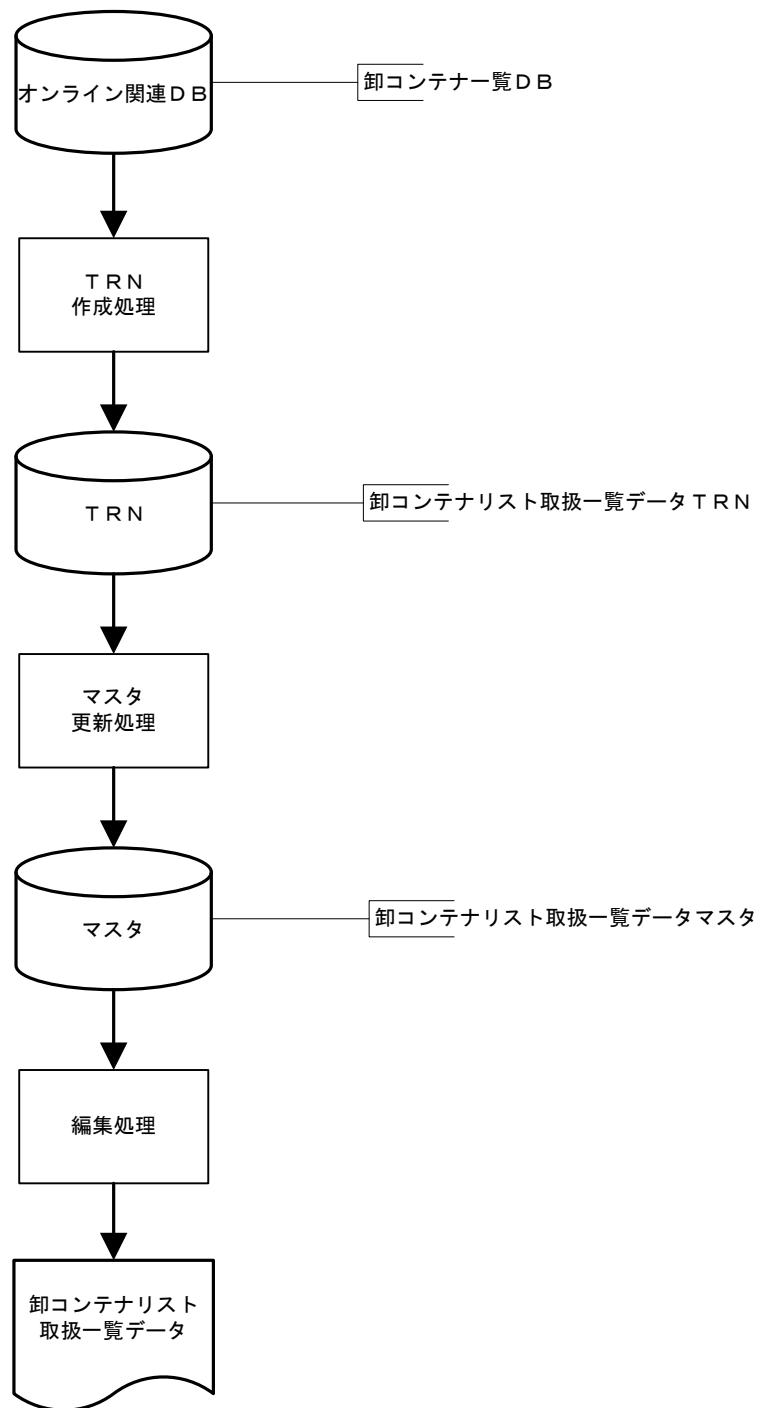 オンライン関連ＤＢ
卸コンテナ一覧ＤＢ
ＴＲＮ
作成処理
ＴＲＮ
卸コンテナリスト取扱一覧データＴＲＮ
マスタ
更新処理
マスタ
卸コンテナリスト取扱一覧データマスタ
編集処理
卸コンテナリスト
取扱一覧データ